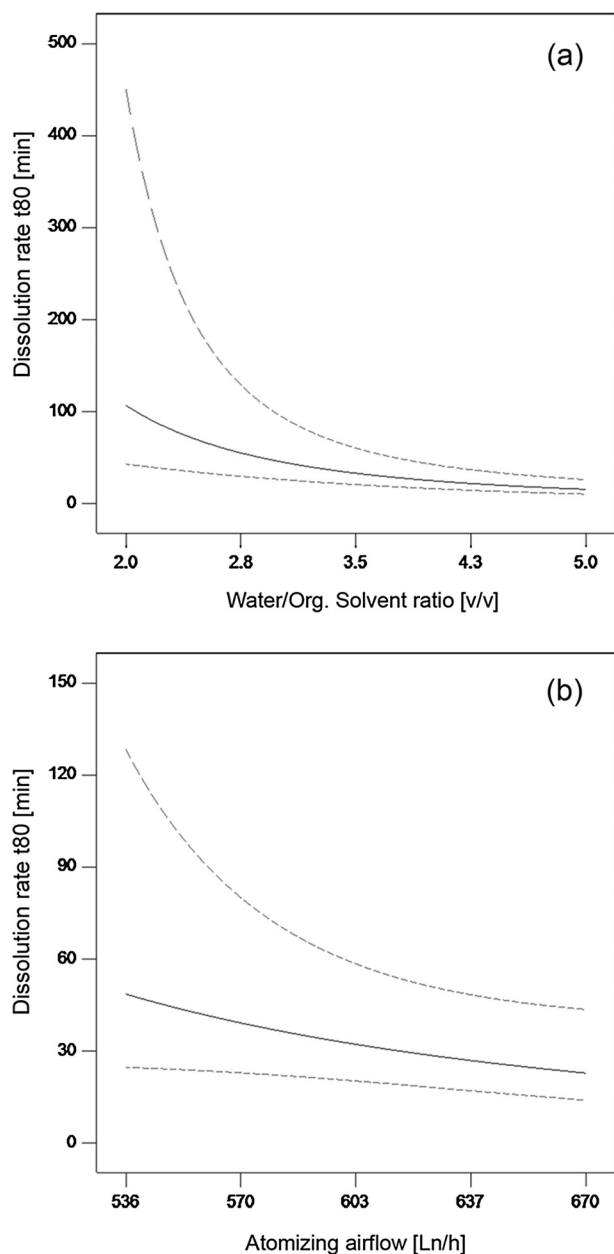 (a)
Dissolution rate t80 [min]
500
400
300
200
100
0
2.0 2.8 3.5 4.3 5.0
Water/Org. Solvent ratio [v/v]
(b)
Dissolution rate t80 [min]
150
120
90
60
30
0
536 570 603 637 670
Atomizing airflow [Ln/h]